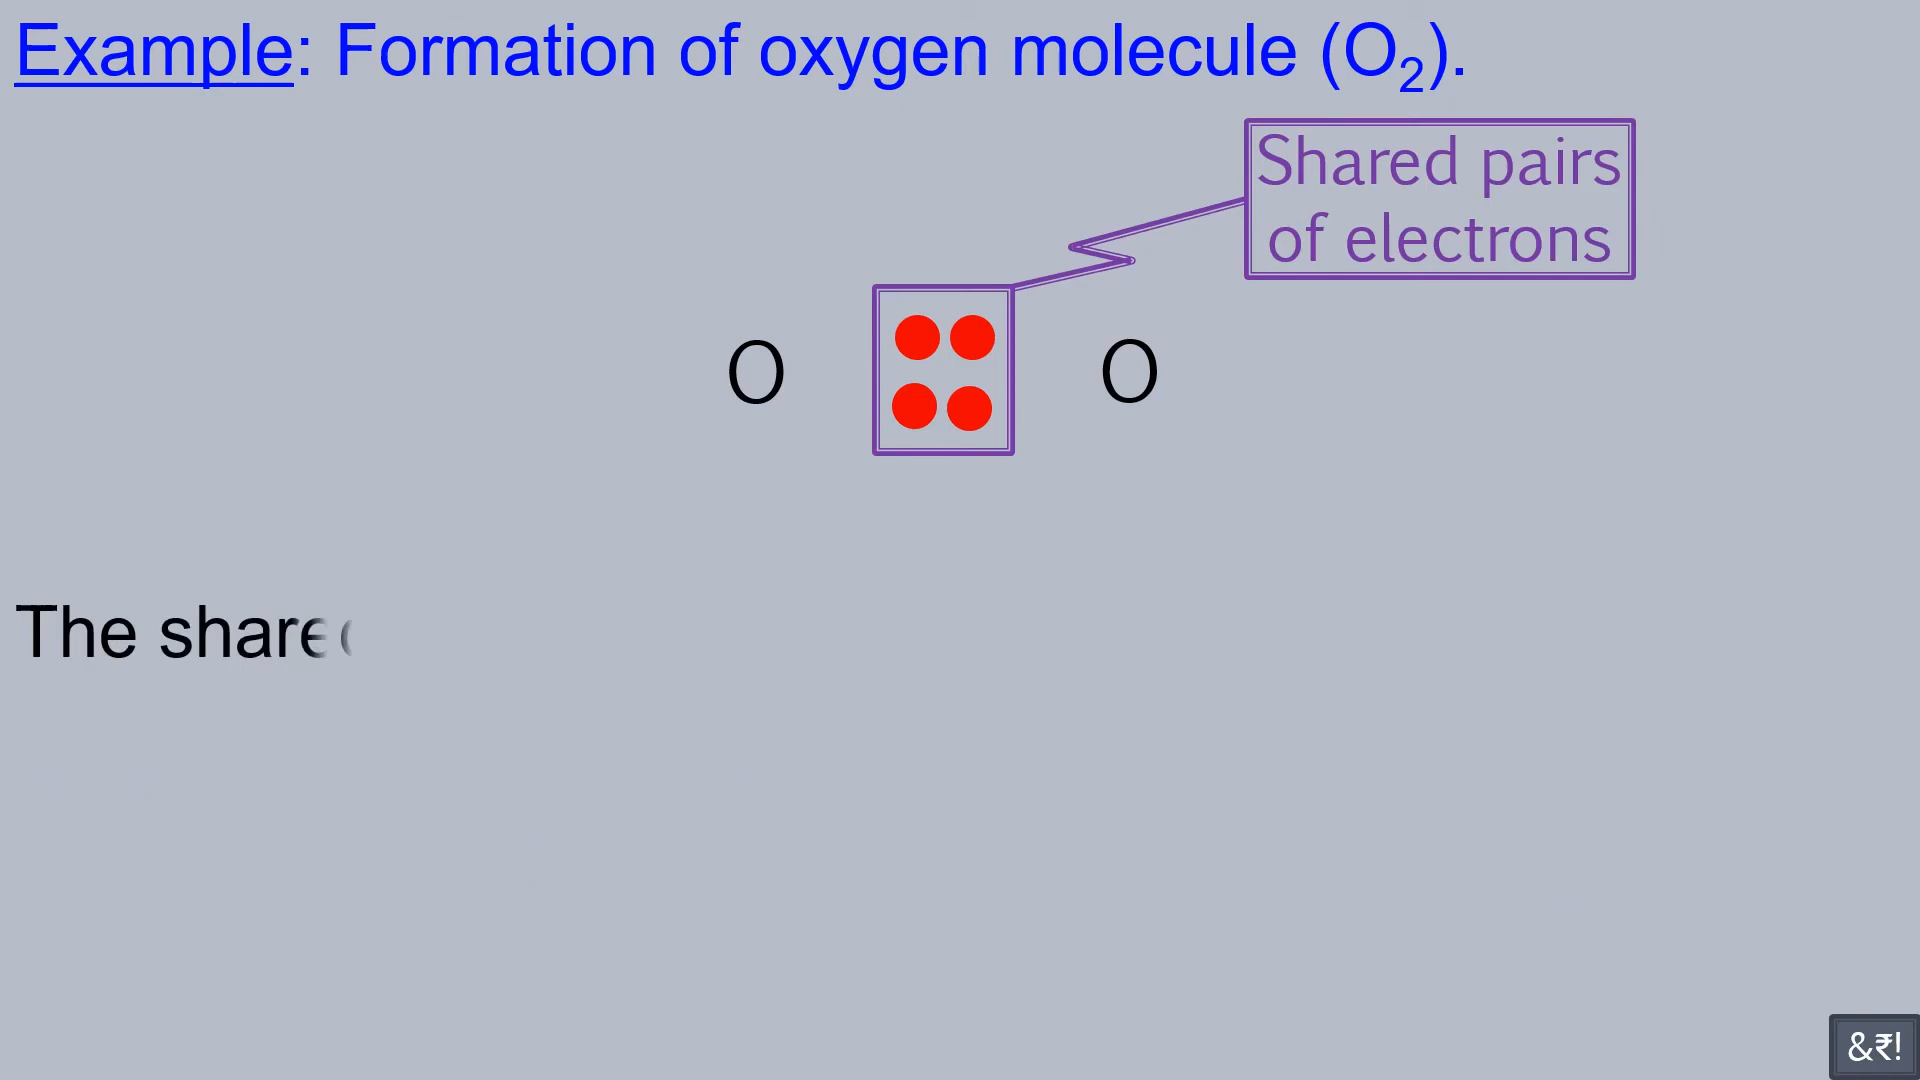 Example: Formation of oxygen molecule (O₂).
Shared pairs
of electrons
O O
The share
&₹!